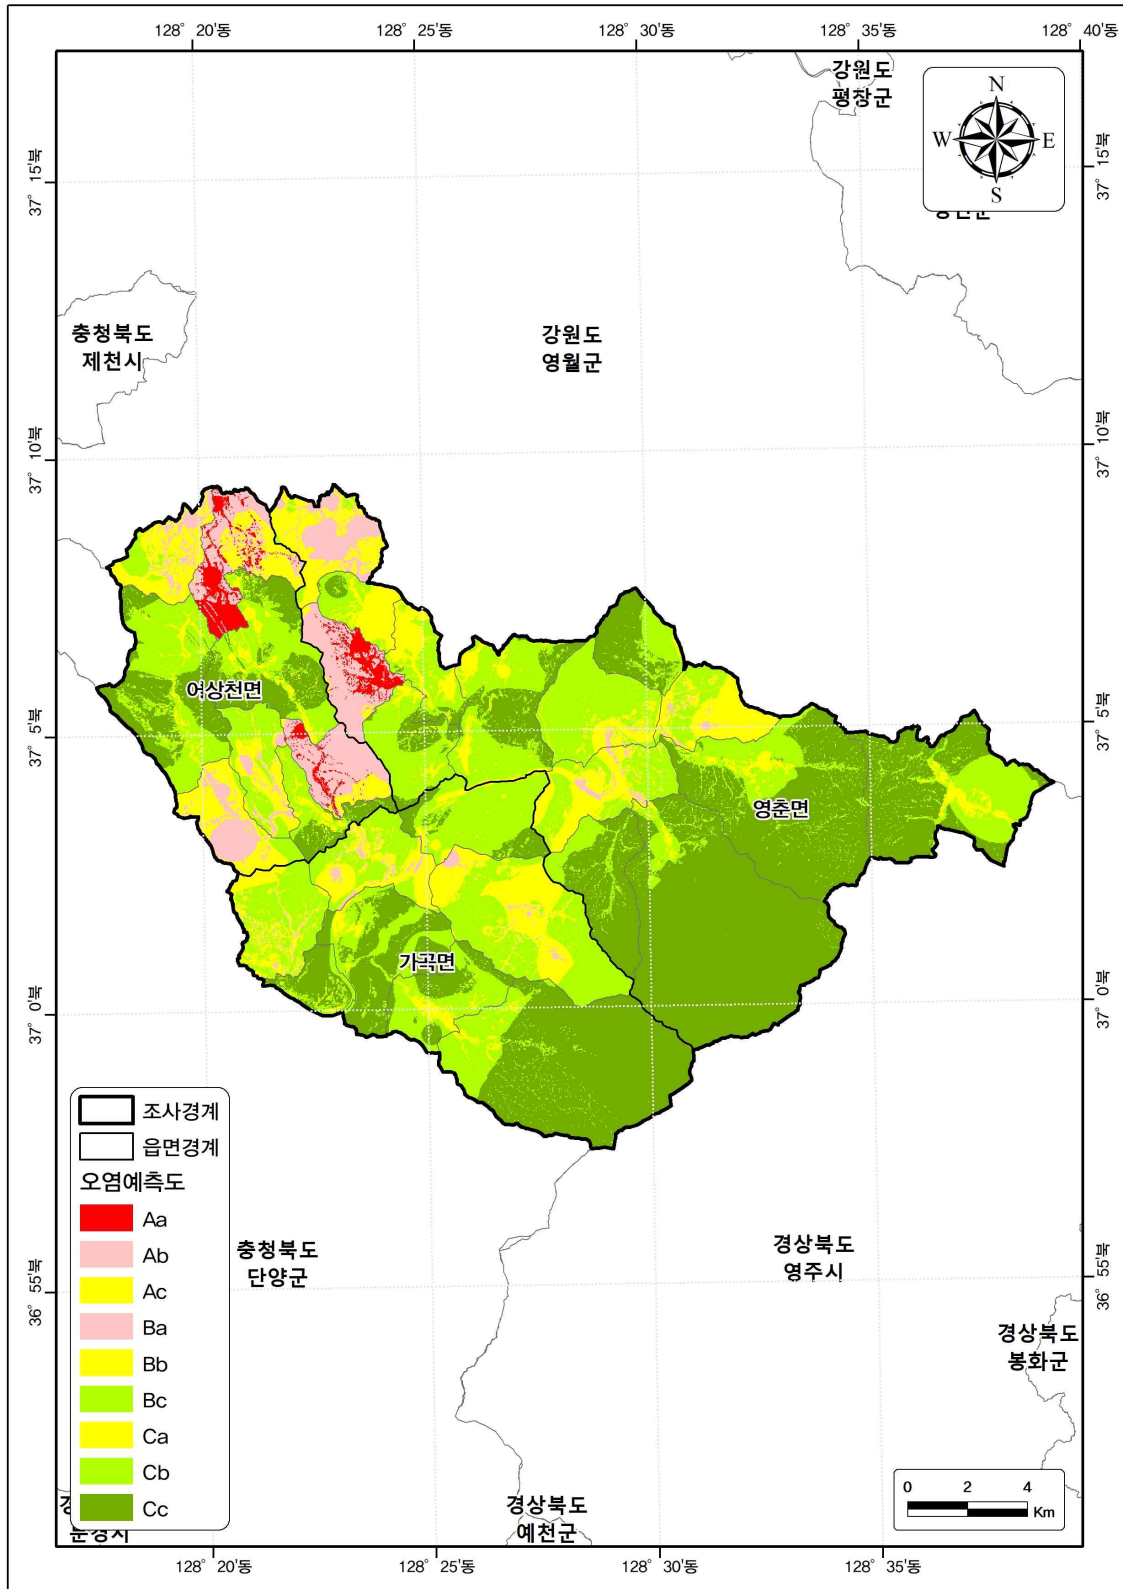 128° 20'동
128° 25'동
128° 30'동
128° 35'동
128° 40'동
강원도
평창군
N
W
E
S
37° 15'북
37° 15'북
충청북도
제천시
강원도
영월군
37° 10'북
37° 10'북
어상천면
37° 5'북
37° 5'북
영춘면
가곡면
37° 0'북
37° 0'북
조사경계
읍면경계
오염예측도
Aa
Ab
Ac
Ba
Bb
Bc
Ca
Cb
Cc
충청북도
단양군
경상북도
영주시
36° 55'북
36° 55'북
경상북도
봉화군
경상북도
예천군
문경시
0 2 4
Km
128° 20'동
128° 25'동
128° 30'동
128° 35'동